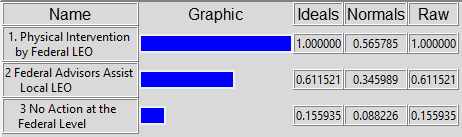 Name Graphic Ideals Normals Raw
1. Physical Intervention
by Federal LEO
1.000000 0.565785 1.000000
2 Federal Advisors Assist
Local LEO
0.611521 0.345989 0.611521
3 No Action at the
Federal Level
0.155935 0.088226 0.155935